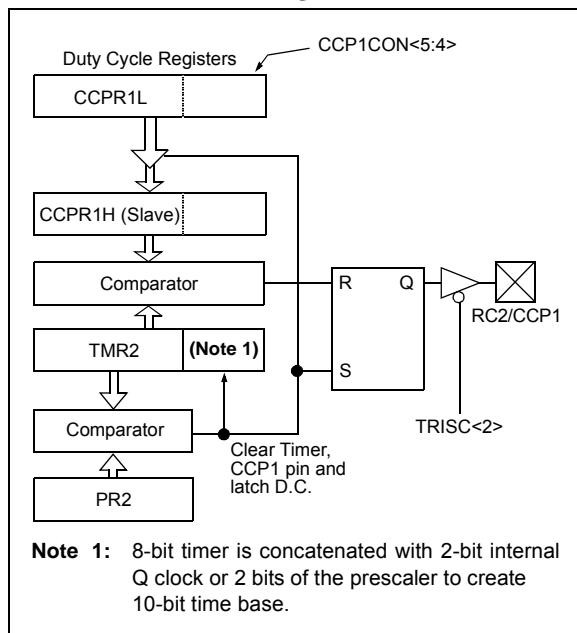 CCP1CON<5:4>
Duty Cycle Registers
CCPR1L
CCPR1H (Slave)
Comparator
R Q
RC2/CCP1
TMR2 (Note 1)
S
Comparator
TRISC<2>
Clear Timer,
CCP1 pin and
latch D.C.
PR2
Note 1: 8-bit timer is concatenated with 2-bit internal
Q clock or 2 bits of the prescaler to create
10-bit time base.